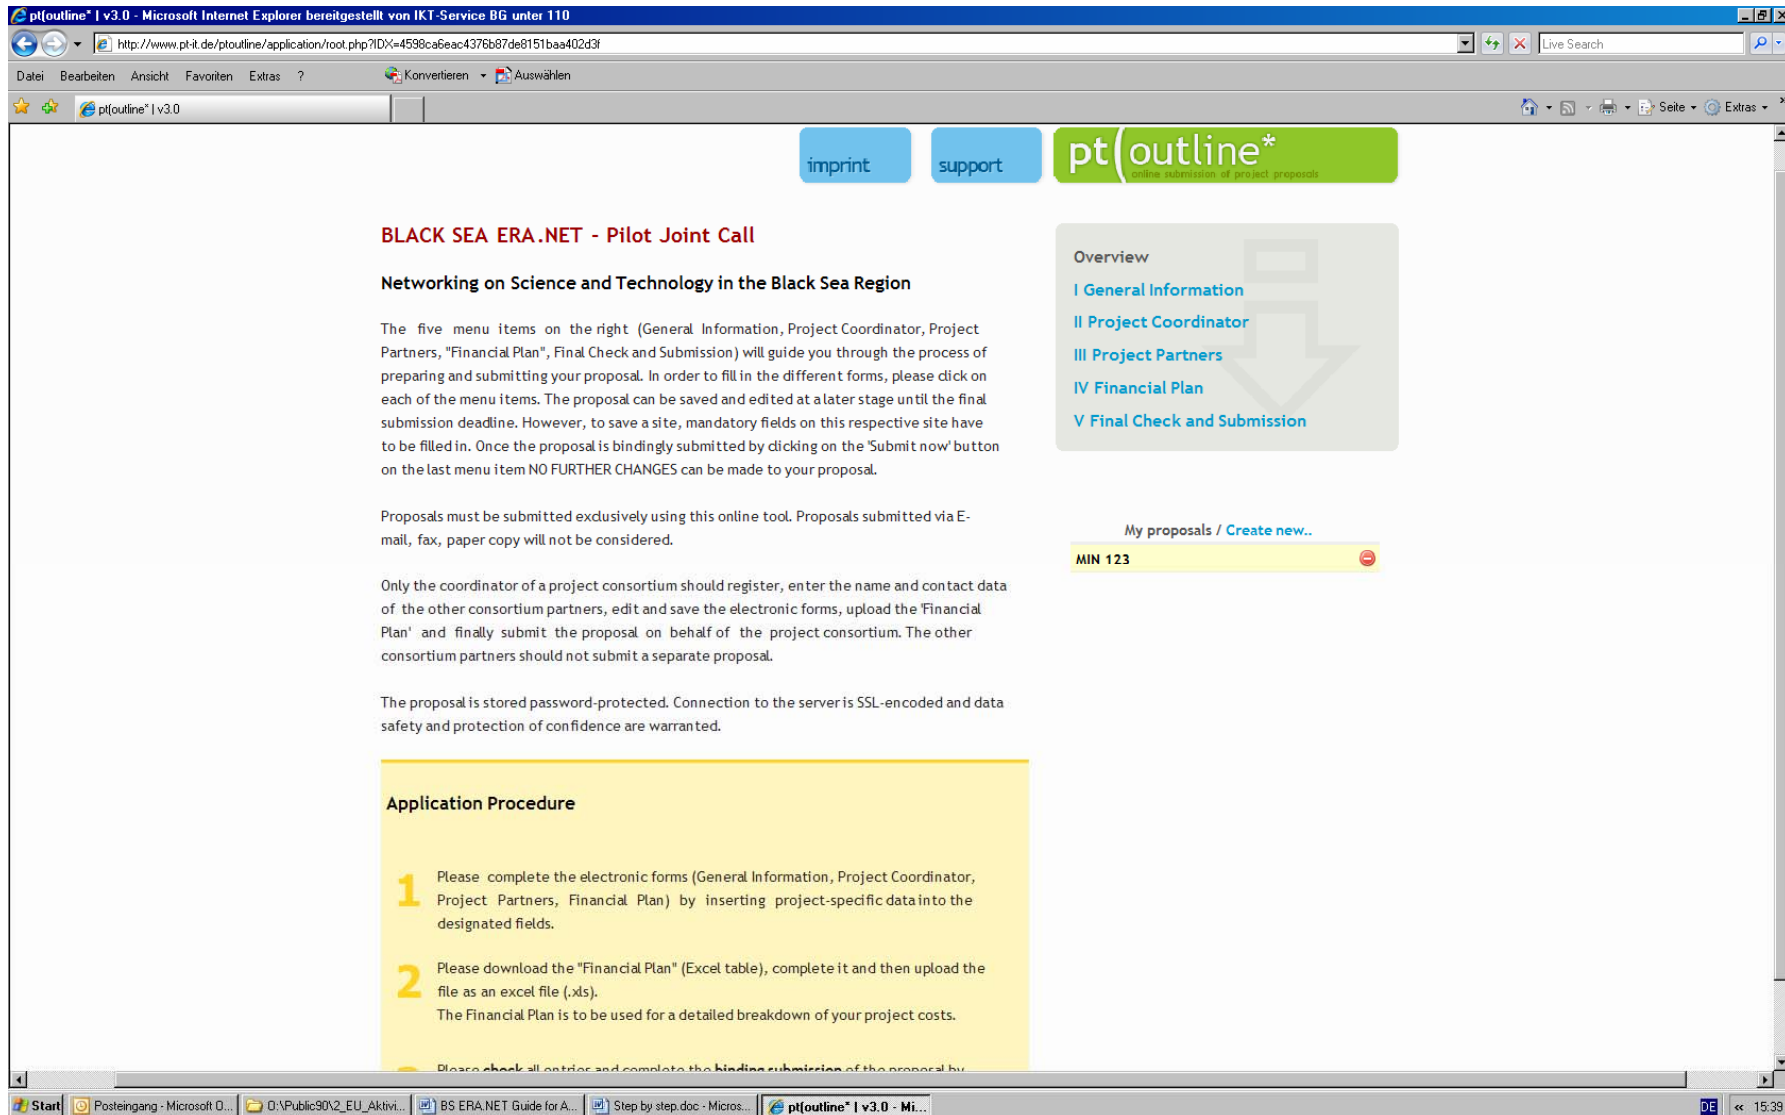 pt(outline* | v3.0 - Microsoft Internet Explorer bereitgestellt von IKT-Service BG unter 110
http://www.pt-it.de/ptoutline/application/root.php?IDX=4598ca6eac4376b87de8151baa402d3f
Live Search
Datei Bearbeiten Ansicht Favoriten Extras ? Konvertieren Auswählen
pt(outline* | v3.0
Seite Extras
imprint
support
pt(outline*
online submission of project proposals
BLACK SEA ERA.NET - Pilot Joint Call
Networking on Science and Technology in the Black Sea Region
The five menu items on the right (General Information, Project Coordinator, Project
Partners, "Financial Plan", Final Check and Submission) will guide you through the process of
preparing and submitting your proposal. In order to fill in the different forms, please click on
each of the menu items. The proposal can be saved and edited at a later stage until the final
submission deadline. However, to save a site, mandatory fields on this respective site have
to be filled in. Once the proposal is bindingly submitted by clicking on the 'Submit now' button
on the last menu item NO FURTHER CHANGES can be made to your proposal.
Proposals must be submitted exclusively using this online tool. Proposals submitted via E-
mail, fax, paper copy will not be considered.
Only the coordinator of a project consortium should register, enter the name and contact data
of the other consortium partners, edit and save the electronic forms, upload the 'Financial
Plan' and finally submit the proposal on behalf of the project consortium. The other
consortium partners should not submit a separate proposal.
The proposal is stored password-protected. Connection to the server is SSL-encoded and data
safety and protection of confidence are warranted.
Application Procedure
1 Please complete the electronic forms (General Information, Project Coordinator,
Project Partners, Financial Plan) by inserting project-specific data into the
designated fields.
2 Please download the "Financial Plan" (Excel table), complete it and then upload the
file as an excel file (.xls).
The Financial Plan is to be used for a detailed breakdown of your project costs.
Please check all entries and complete the binding submission of the proposal by
Overview
I General Information
II Project Coordinator
III Project Partners
IV Financial Plan
V Final Check and Submission
My proposals / Create new..
MIN 123
Start
Posteingang - Microsoft O...
O:\Public90\2_EU_Aktivi...
BS ERA.NET Guide for A...
Step by step.doc - Micros...
pt(outline* | v3.0 - Mi...
DE
15:39